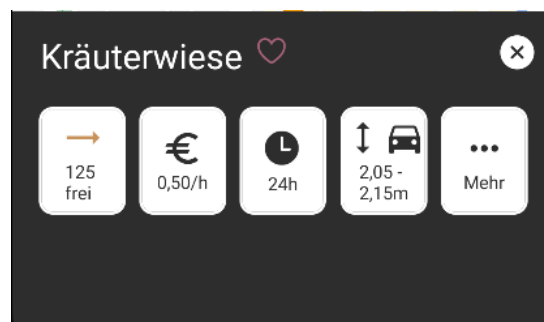 Kräuterwiese
125
frei
€
0,50/h
24h
2,05 -
2,15m
Mehr